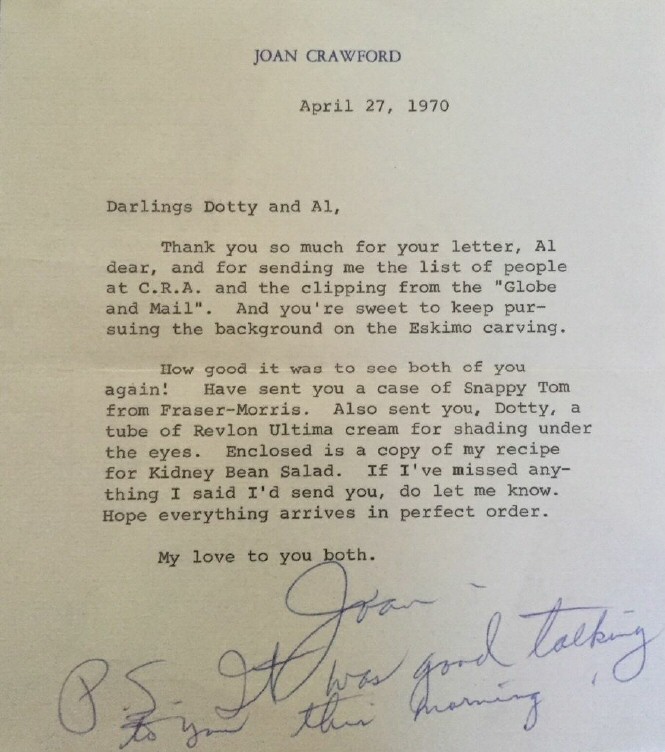 JOAN CRAWFORD
April 27, 1970
Darlings Dotty and Al,
Thank you so much for your letter, Al
dear, and for sending me the list of people
at C.R.A. and the clipping from the "Globe
and Mail".  And you're sweet to keep pur-
suing the background on the Eskimo carving.
How good it was to see both of you
again!  Have sent you a case of Snappy Tom
from Fraser-Morris.  Also sent you, Dotty, a
tube of Revlon Ultima cream for shading under
the eyes.  Enclosed is a copy of my recipe
for Kidney Bean Salad.  If I've missed any-
thing I said I'd send you, do let me know.
Hope everything arrives in perfect order.
My love to you both.
Joan -
P.S. It was good talking
to you this morning!